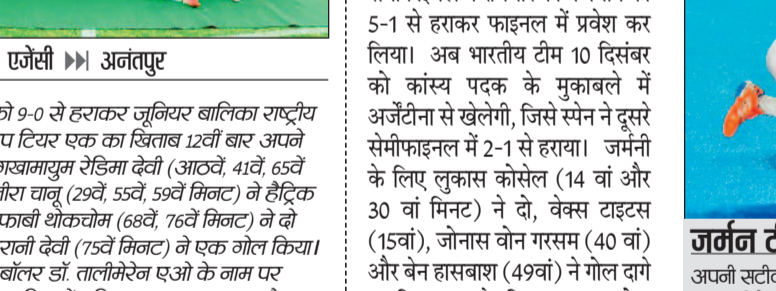 एजेंसी ▶▶| अनंतपुर
को 9-0 से हराकर जूनियर बालिका राष्ट्रीय
प टियर एक का खिताब 12वीं बार अपने
खामायुम रेडिमा देवी (आठवें, 41वें, 65वें
नीरा चानू (29वें, 55वें, 59वें मिनट) ने हैट्रिक
फाबी थोकचोम (68वें, 76वें मिनट) ने दो
रानी देवी (75वें मिनट) ने एक गोल किया।
बॉलर डॉ. तालीमेरेन एओ के नाम पर
5-1 से हराकर फाइनल में प्रवेश कर
लिया। अब भारतीय टीम 10 दिसंबर
को कांस्य पदक के मुकाबले में
अर्जेंटीना से खेलेगी, जिसे स्पेन ने दूसरे
सेमीफाइनल में 2-1 से हराया। जर्मनी
के लिए लुकास कोसेल (14 वां और
30 वां मिनट) ने दो, वेक्स टाइटस
(15वां), जोनास वोन गरसम (40 वां)
और बेन हासबाश (49वां) ने गोल दागे
जर्मन
अपनी